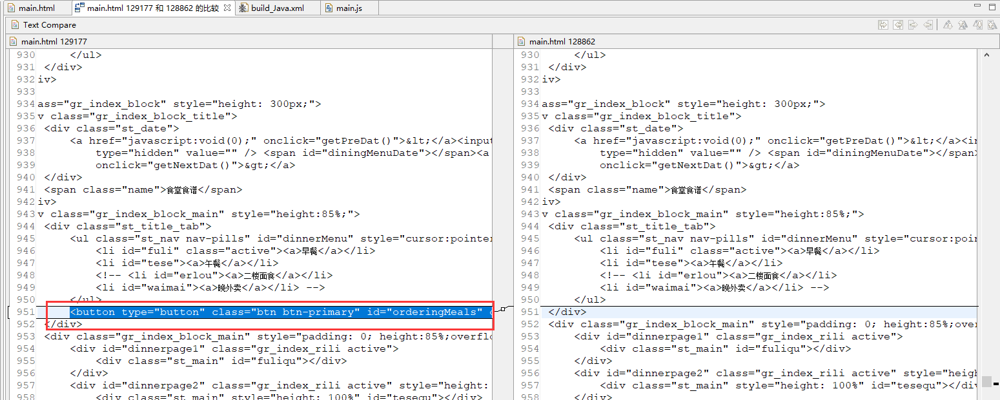 main.html
main.html 129177 和 128862 的比较
build_Java.xml
main.js
Text Compare
main.html 129177
930 </ul>
931 </div>
932 iv>
933
934 ass="gr_index_block" style="height: 300px;">
935 v class="gr_index_block_title">
936 <div class="st_date">
937 <a href="javascript:void(0);" onclick="getPreDat()">&lt;</a><input
938 type="hidden" value="" /> <span id="diningMenuDate"></span><a
939 onclick="getNextDat()">&gt;</a>
940 </div>
941 <span class="name">食堂食谱</span>
942 iv>
943 v class="gr_index_block_main" style="height:85%;">
944 <div class="st_title_tab">
945 <ul class="st_nav nav-pills" id="dinnerMenu" style="cursor:pointer
946 <li id="fuli" class="active"><a>早餐</a></li>
947 <li id="tese"><a>午餐</a></li>
948 <!-- <li id="erlou"><a>二楼面食</a></li>
949 <li id="waimai"><a>晚外卖</a></li> -->
950 </ul>
951 <button type="button" class="btn btn-primary" id="orderingMeals"
952 </div>
953 <div class="gr_index_block_main" style="padding: 0; height:85%;overflo
954 <div id="dinnerpage1" class="gr_index_rili active">
955 <div class="st_main" id="fuliqu"></div>
956 </div>
957 <div id="dinnerpage2" class="gr_index_rili active" style="height:
958 <div class="st_main" style="height: 100%" id="tesequ"></div>
main.html 128862
930 </ul>
931 </div>
932 iv>
933
934 ass="gr_index_block" style="height: 300px;">
935 v class="gr_index_block_title">
936 <div class="st_date">
937 <a href="javascript:void(0);" onclick="getPreDat()">&lt;</a><in
938 type="hidden" value="" /> <span id="diningMenuDate"></span>
939 onclick="getNextDat()">&gt;</a>
940 </div>
941 <span class="name">食堂食谱</span>
942 iv>
943 v class="gr_index_block_main" style="height:85%;">
944 <div class="st_title_tab">
945 <ul class="st_nav nav-pills" id="dinnerMenu" style="cursor:poin
946 <li id="fuli" class="active"><a>早餐</a></li>
947 <li id="tese"><a>午餐</a></li>
948 <!-- <li id="erlou"><a>二楼面食</a></li>
949 <li id="waimai"><a>晚外卖</a></li> -->
950 </ul>
951 </div>
952 <div class="gr_index_block_main" style="padding: 0; height:85%;over
953 <div id="dinnerpage1" class="gr_index_rili active">
954 <div class="st_main" id="fuliqu"></div>
955 </div>
956 <div id="dinnerpage2" class="gr_index_rili active" style="heigh
957 <div class="st_main" style="height: 100%" id="tesequ"></div
958 </div>